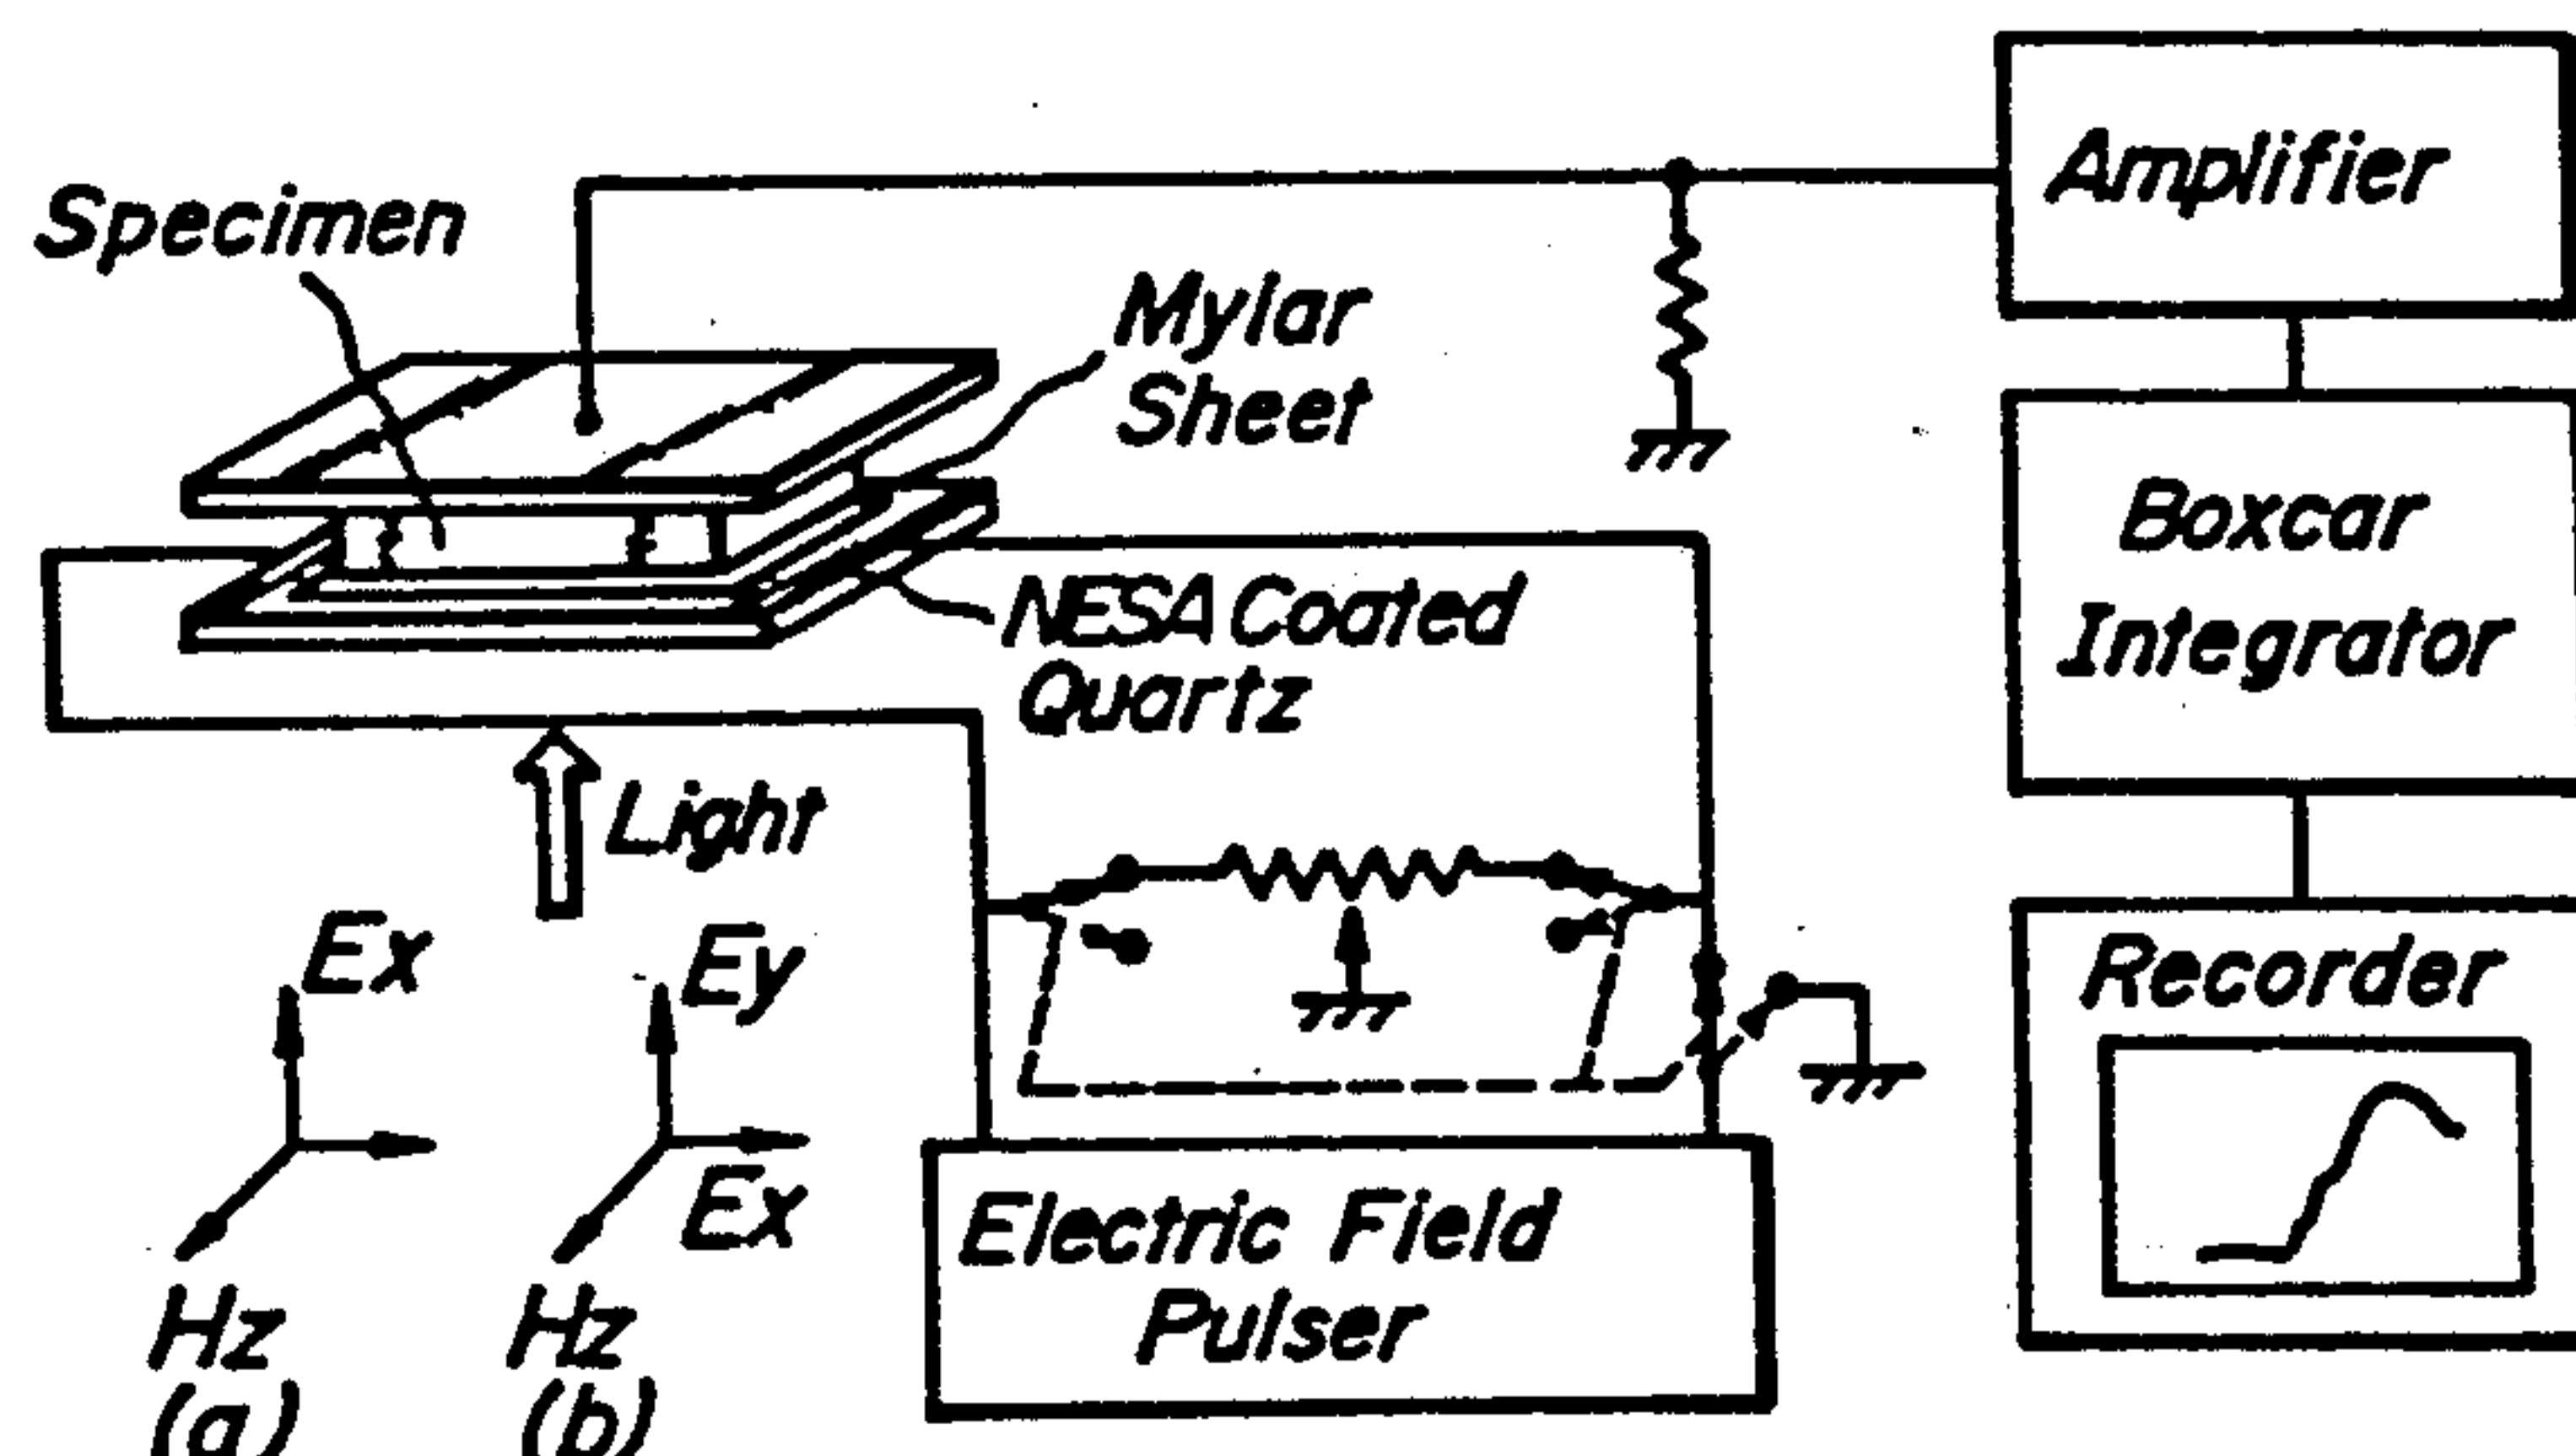 Amplifier
Specimen
Mylar
Sheet
Boxcar
Integrator
NESA Coated
Quartz
Light
Ex
Ey
Recorder
Ex
Electric Field
Pulser
Hz
Hz
(a)
(b)